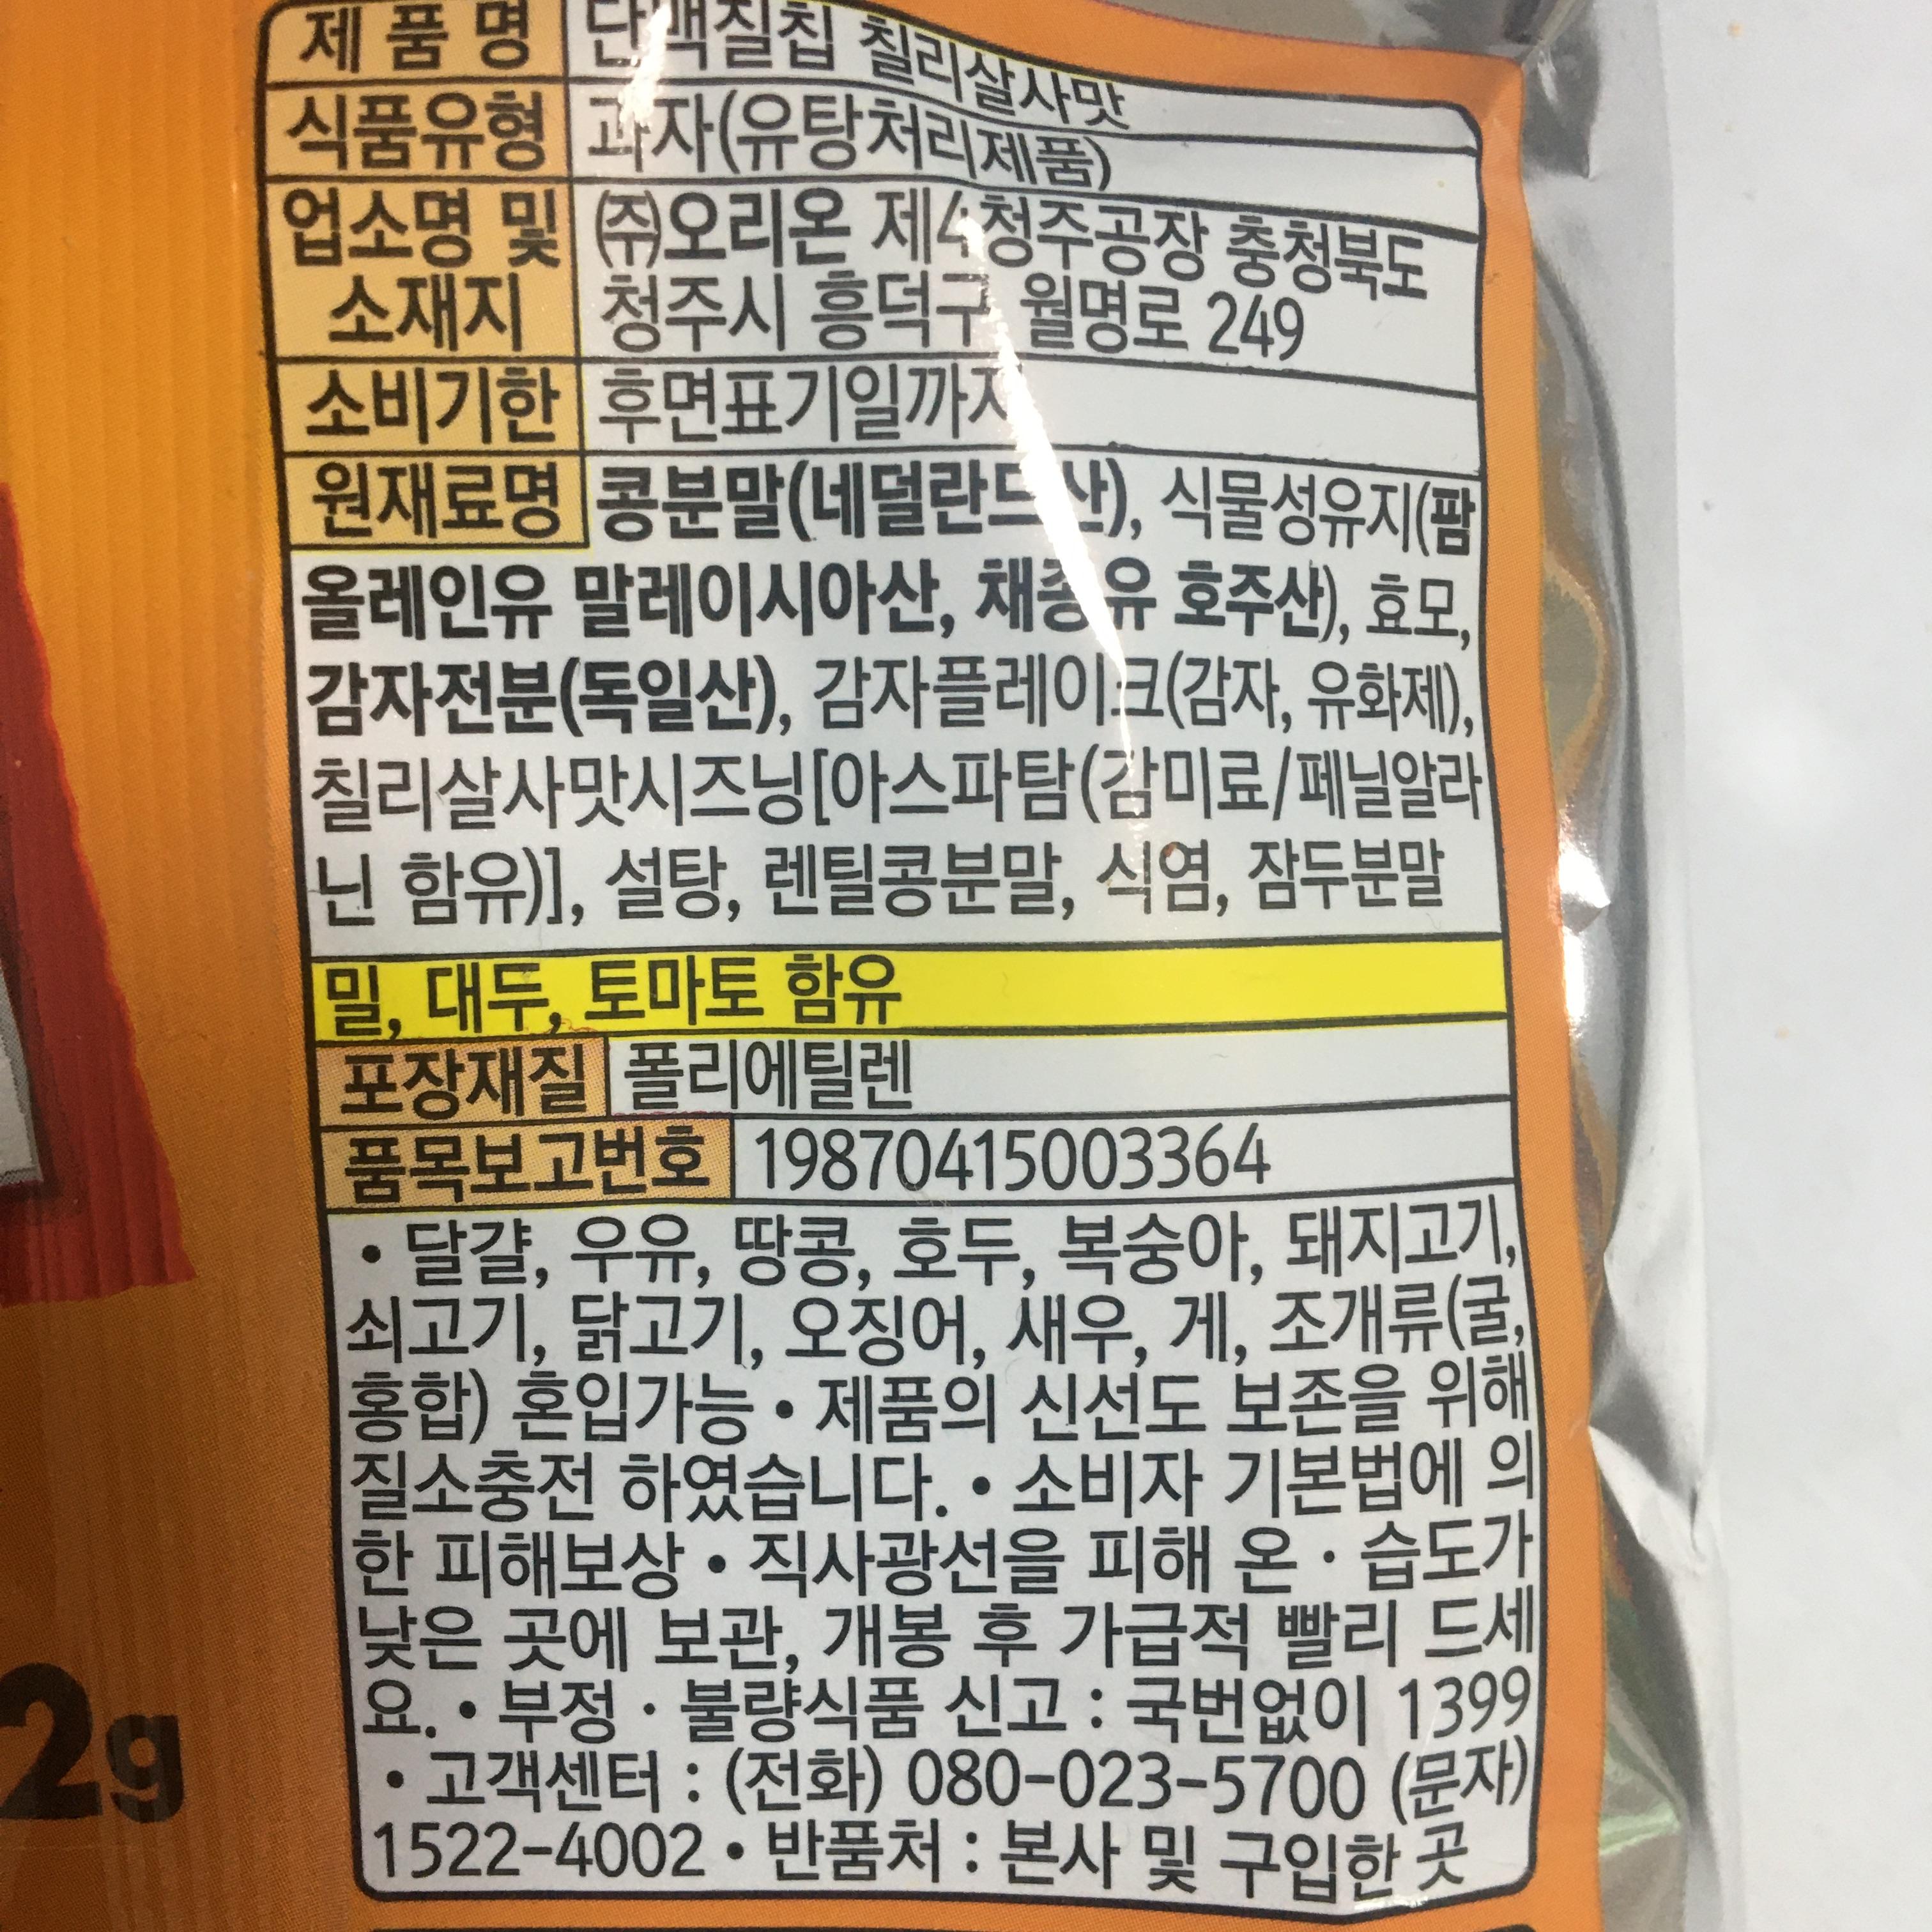 제 품 명 단백질칩 칠리살사맛
식품유형 과자(유탕처리제품)
업소명 및 ㈜오리온 제4청주공장 충청북도
소재지 청주시 흥덕구 월명로 249
소비기한 후면표기일까지
원재료명 콩분말(네덜란드산), 식물성유지(팜
올레인유 말레이시아산, 채종유 호주산), 효모,
감자전분(독일산), 감자플레이크(감자, 유화제),
칠리살사맛시즈닝[아스파탐(감미료/페닐알라
닌 함유)], 설탕, 렌틸콩분말, 식염, 잠두분말
밀, 대두, 토마토 함유
포장재질 폴리에틸렌
품목보고번호 19870415003364
• 달걀, 우유, 땅콩, 호두, 복숭아, 돼지고기,
쇠고기, 닭고기, 오징어, 새우, 게, 조개류(굴,
홍합) 혼입가능 • 제품의 신선도 보존을 위해
질소충전 하였습니다. • 소비자 기본법에 의
한 피해보상 • 직사광선을 피해 온 · 습도가
낮은 곳에 보관, 개봉 후 가급적 빨리 드세
요. • 부정 · 불량식품 신고 : 국번없이 1399
• 고객센터 : (전화) 080-023-5700 (문자)
1522-4002 • 반품처 : 본사 및 구입한 곳
2g